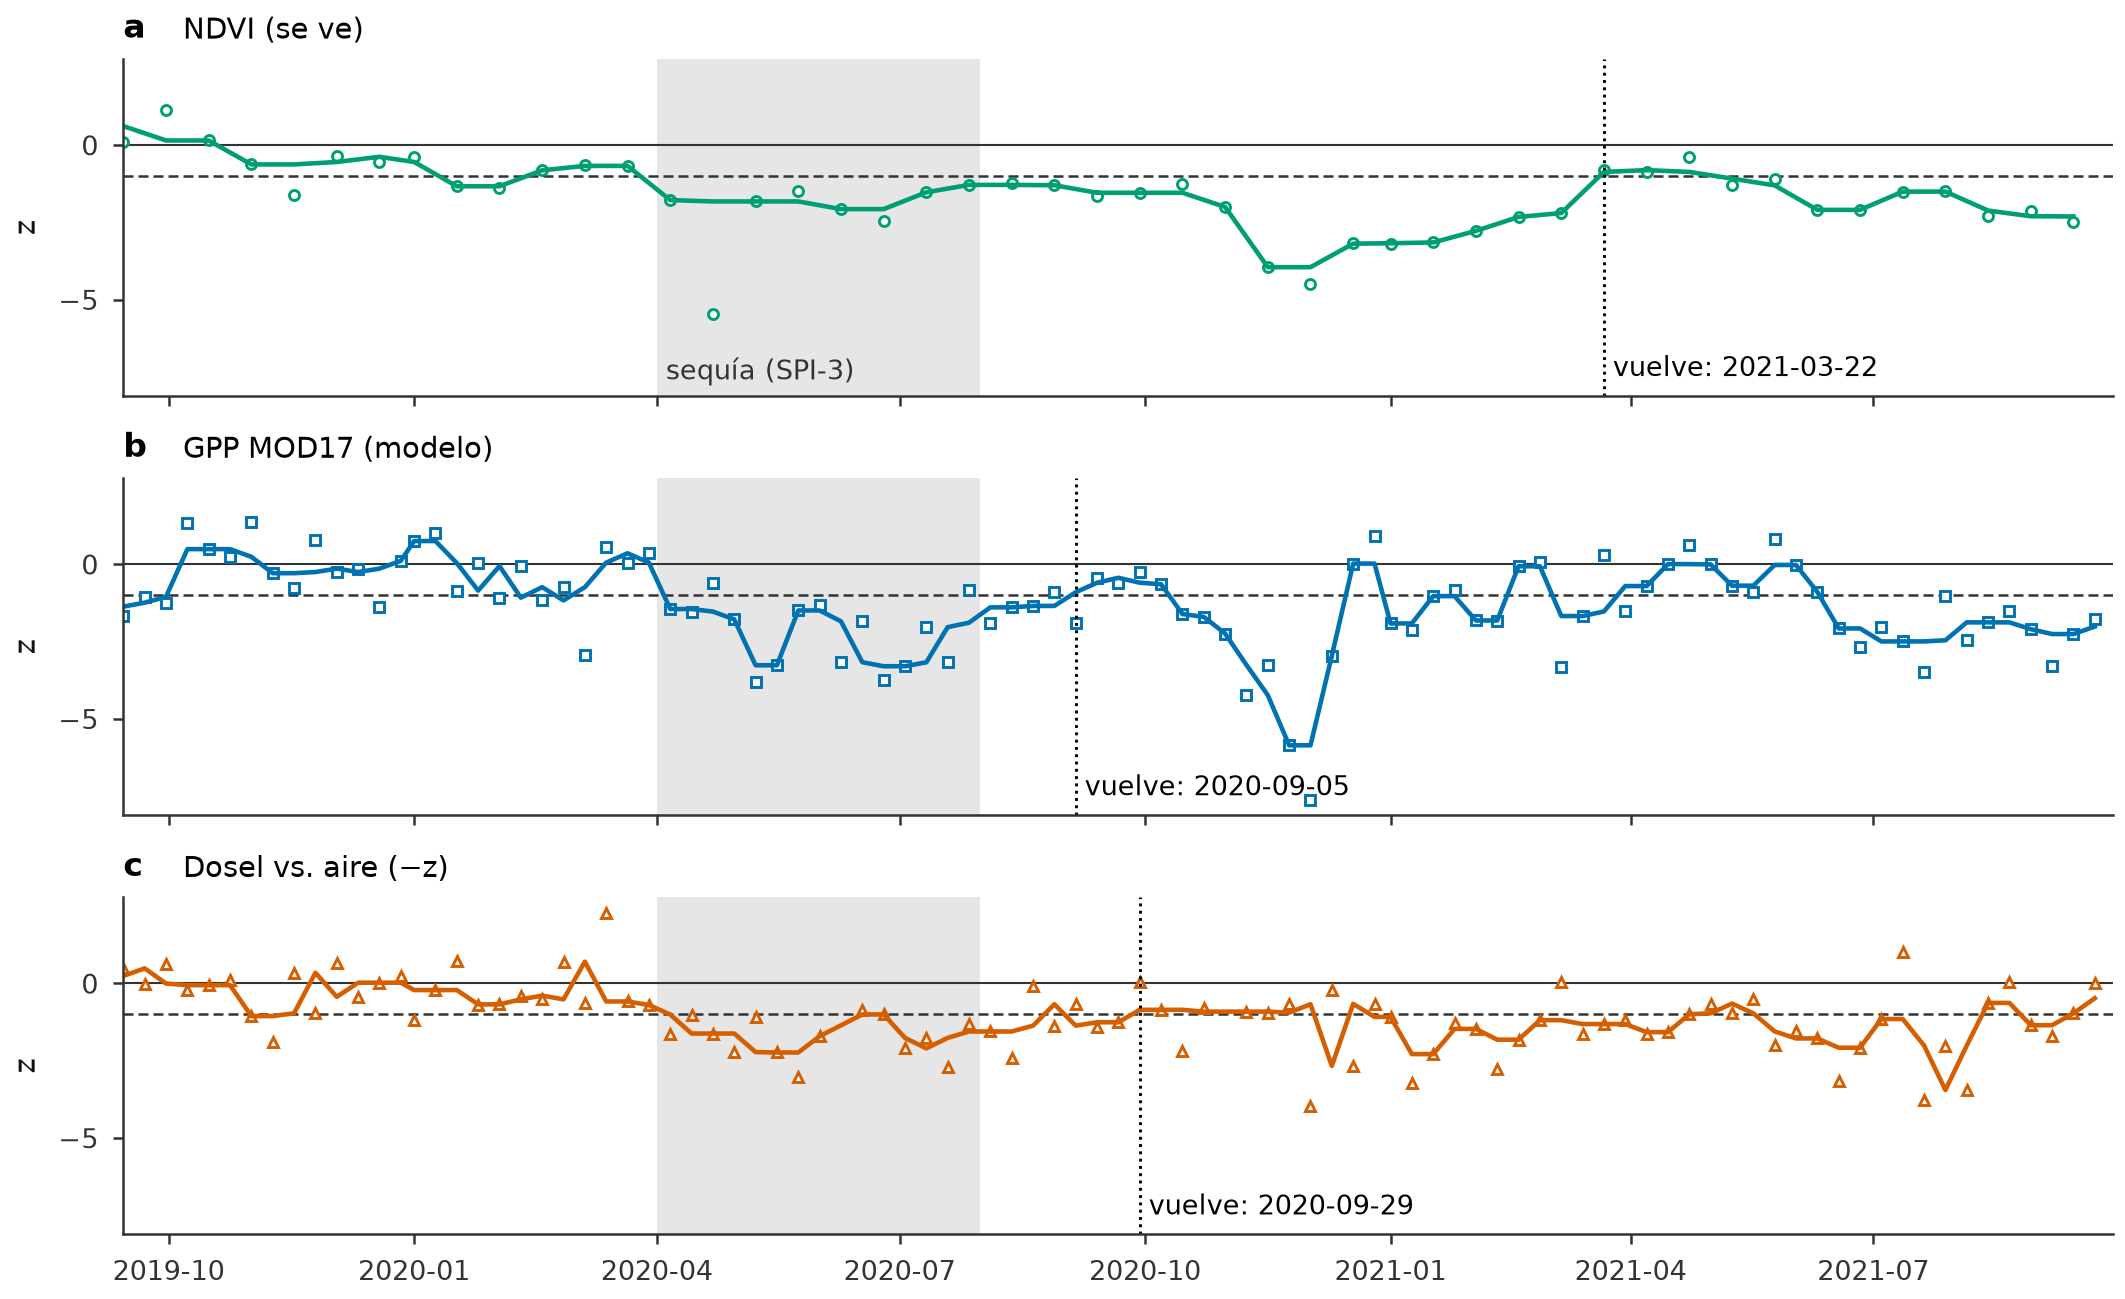 a NDVI (se ve)
0
−5
z
sequía (SPI-3)
vuelve: 2021-03-22
b GPP MOD17 (modelo)
0
−5
z
vuelve: 2020-09-05
c Dosel vs. aire (−z)
0
−5
z
vuelve: 2020-09-29
2019-10 2020-01 2020-04 2020-07 2020-10 2021-01 2021-04 2021-07